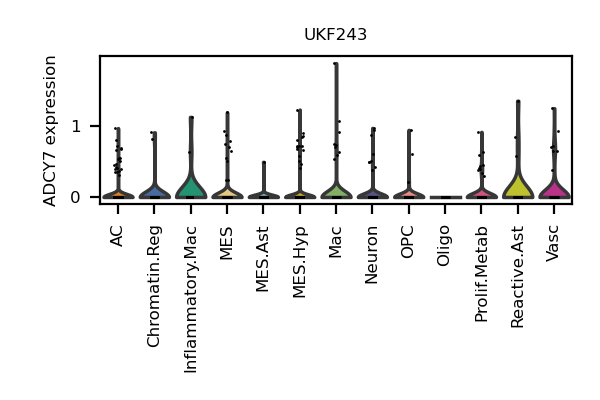 UKF243
ADCY7 expression
1
0
AC
Chromatin.Reg
Inflammatory.Mac
MES
MES.Ast
MES.Hyp
Mac
Neuron
OPC
Oligo
Prolif.Metab
Reactive.Ast
Vasc